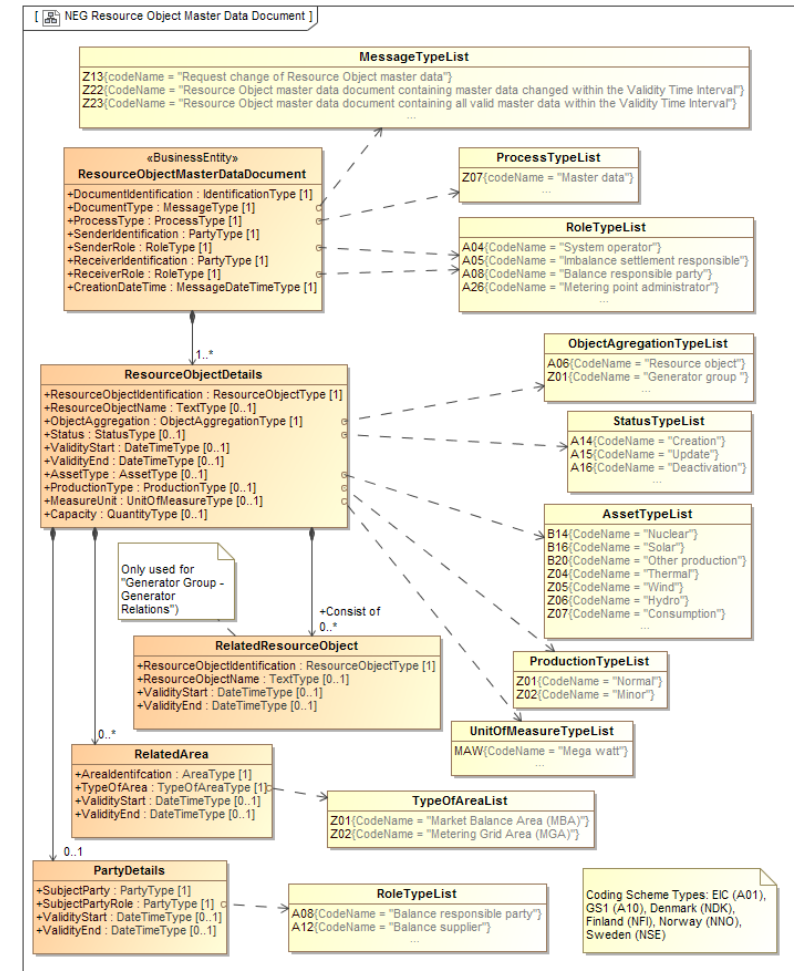 [ NEG Resource Object Master Data Document ]
MessageTypeList
Z13{codeName = "Request change of Resource Object master data"}
Z22{codeName = "Resource Object master data document containing master data changed within the Validity Time Interval"}
Z23{codeName = "Resource Object master data document containing all valid master data within the Validity Time Interval"}
...
«BusinessEntity»
ResourceObjectMasterDataDocument
+DocumentIdentification : IdentificationType [1]
+DocumentType : MessageType [1]
+ProcessType : ProcessType [1]
+SenderIdentification : PartyType [1]
+SenderRole : RoleType [1]
+ReceiverIdentification : PartyType [1]
+ReceiverRole : RoleType [1]
+CreationDateTime : MessageDateTimeType [1]
ProcessTypeList
Z07{codeName = "Master data"}
...
RoleTypeList
A04{CodeName = "System operator"}
A05{CodeName = "Imbalance settlement responsible"}
A08{CodeName = "Balance responsible party"}
A26{CodeName = "Metering point administrator"}
...
1..*
ResourceObjectDetails
+ResourceObjectIdentification : ResourceObjectType [1]
+ResourceObjectName : TextType [0..1]
+ObjectAggregation : ObjectAggregationType [1]
+Status : StatusType [0..1]
+ValidityStart : DateTimeType [0..1]
+ValidityEnd : DateTimeType [0..1]
+AssetType : AssetType [0..1]
+ProductionType : ProductionType [0..1]
+MeasureUnit : UnitOfMeasureType [0..1]
+Capacity : QuantityType [0..1]
ObjectAgregationTypeList
A06{CodeName = "Resource object"}
Z01{CodeName = "Generator group "}
...
StatusTypeList
A14{CodeName = "Creation"}
A15{CodeName = "Update"}
A16{CodeName = "Deactivation"}
...
AssetTypeList
B14{CodeName = "Nuclear"}
B16{CodeName = "Solar"}
B20{CodeName = "Other production"}
Z04{CodeName = "Thermal"}
Z05{CodeName = "Wind"}
Z06{CodeName = "Hydro"}
Z07{CodeName = "Consumption"}
...
Only used for
"Generator Group -
Generator
Relations")
+Consist of
0..*
RelatedResourceObject
+ResourceObjectIdentification : ResourceObjectType [1]
+ResourceObjectName : TextType [0..1]
+ValidityStart : DateTimeType [0..1]
+ValidityEnd : DateTimeType [0..1]
ProductionTypeList
Z01{CodeName = "Normal"}
Z02{CodeName = "Minor"}
UnitOfMeasureTypeList
MAW{CodeName = "Mega watt"}
...
0..*
RelatedArea
+AreaIdentifcation : AreaType [1]
+TypeOfArea : TypeOfAreaType [1]
+ValidityStart : DateTimeType [0..1]
+ValidityEnd : DateTimeType [0..1]
TypeOfAreaList
Z01{CodeName = "Market Balance Area (MBA)"}
Z02{CodeName = "Metering Grid Area (MGA)"}
0..1
PartyDetails
+SubjectParty : PartyType [1]
+SubjectPartyRole : PartyType [1]
+ValidityStart : DateTimeType [0..1]
+ValidityEnd : DateTimeType [0..1]
RoleTypeList
A08{CodeName = "Balance responsible party"}
A12{CodeName = "Balance supplier"}
...
Coding Scheme Types: EIC (A01),
GS1 (A10), Denmark (NDK),
Finland (NFI), Norway (NNO),
Sweden (NSE)